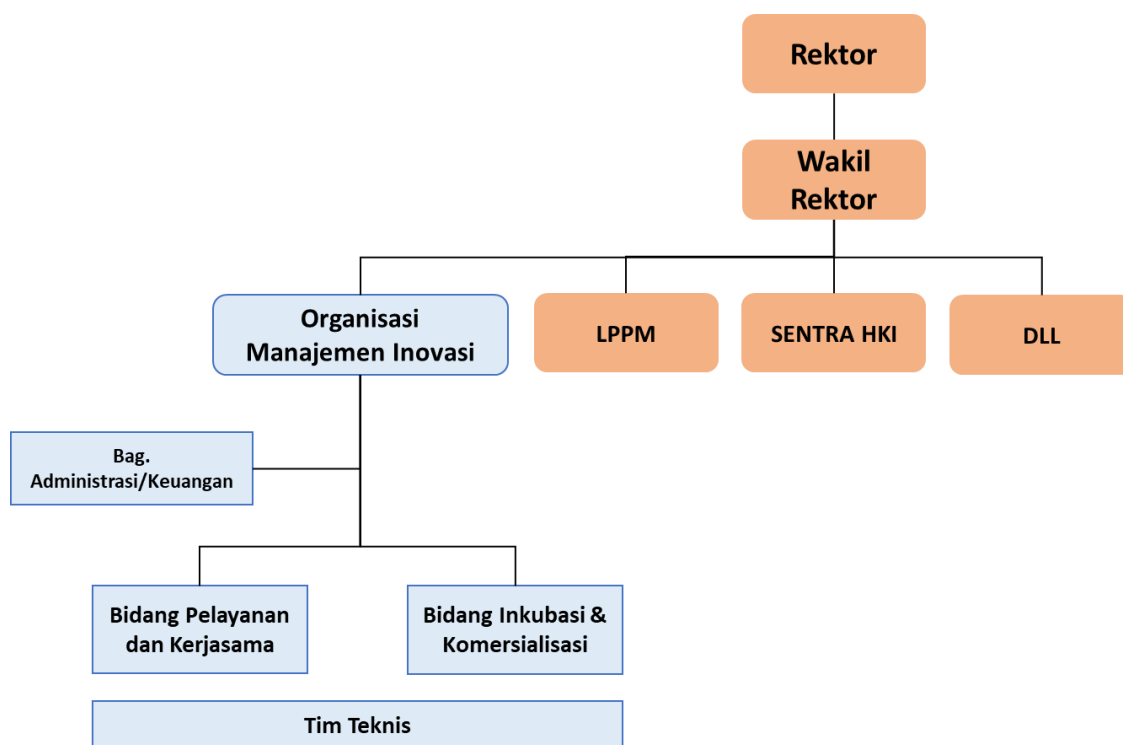 Rektor
Wakil
Rektor
Organisasi
Manajemen Inovasi
LPPM
SENTRA HKI
DLL
Bag.
Administrasi/Keuangan
Bidang Pelayanan
dan Kerjasama
Bidang Inkubasi &
Komersialisasi
Tim Teknis